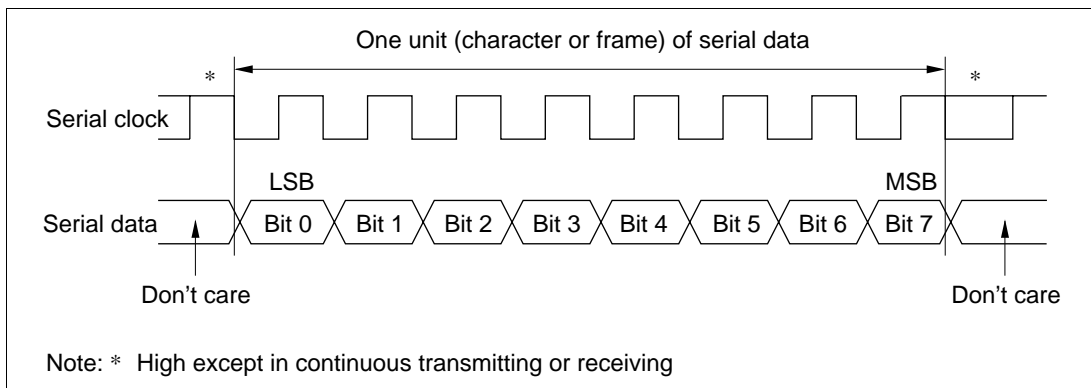 One unit (character or frame) of serial data
* *
Serial clock
LSB MSB
Serial data Bit 0 Bit 1 Bit 2 Bit 3 Bit 4 Bit 5 Bit 6 Bit 7
Don’t care Don’t care
Note: * High except in continuous transmitting or receiving